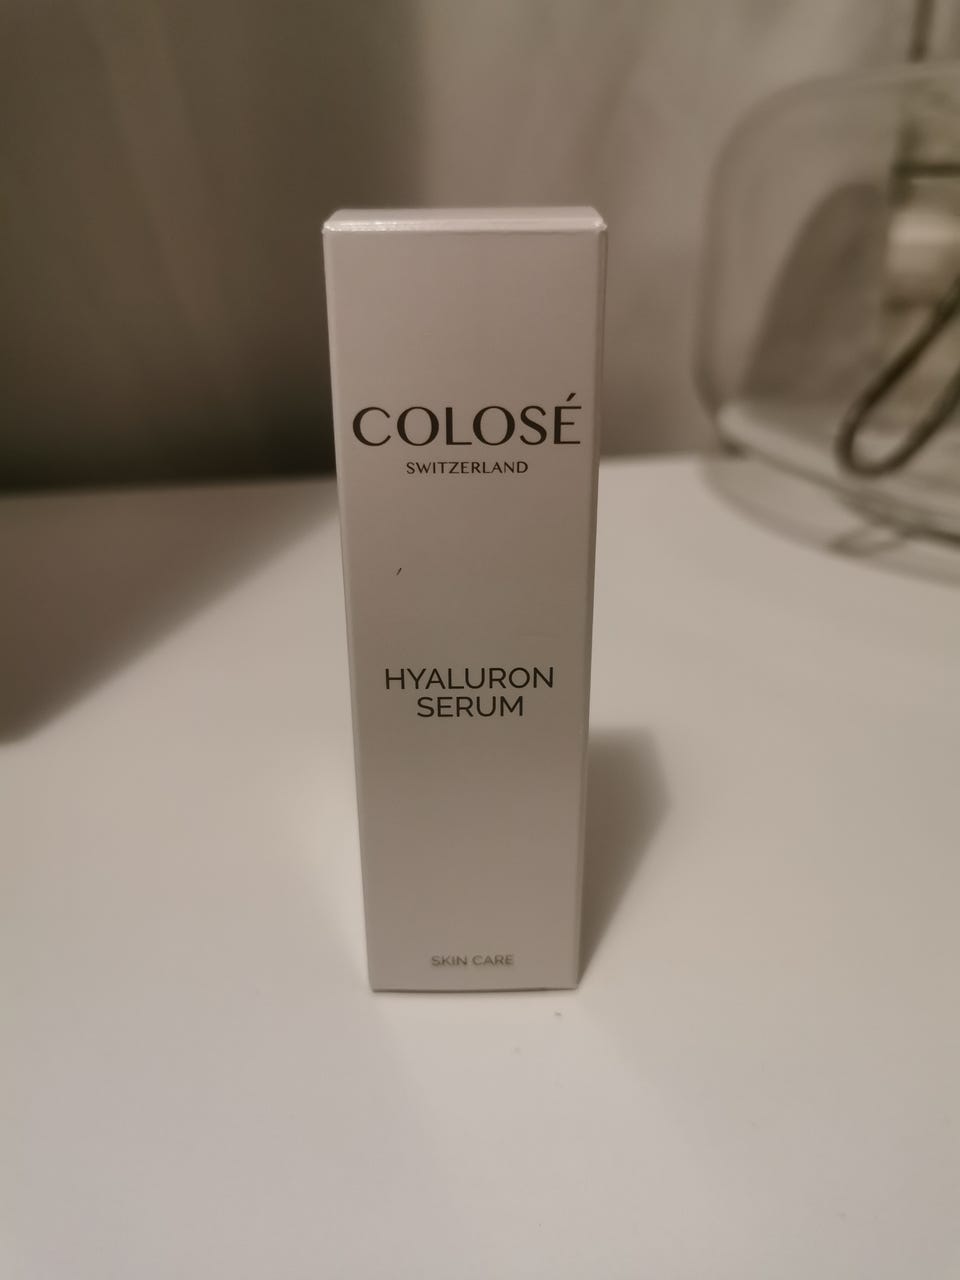 COLOSÉ
SWITZERLAND
HYALURON
SERUM
SKIN CARE